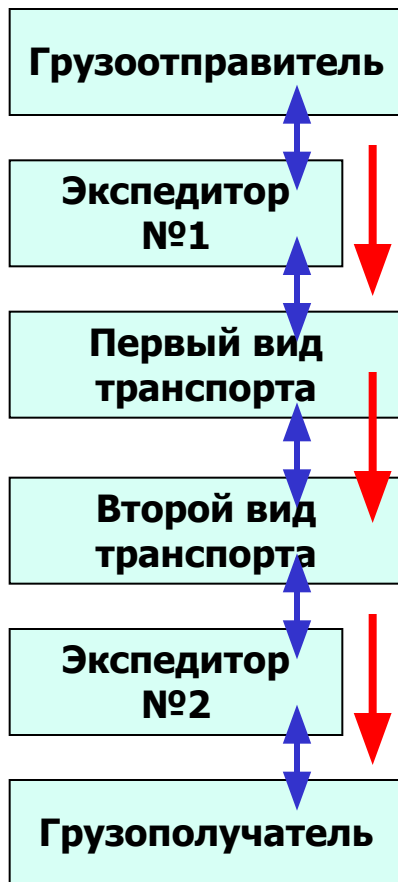 Грузоотправитель
Экспедитор
№1
Первый вид
транспорта
Второй вид
транспорта
Экспедитор
№2
Грузополучатель